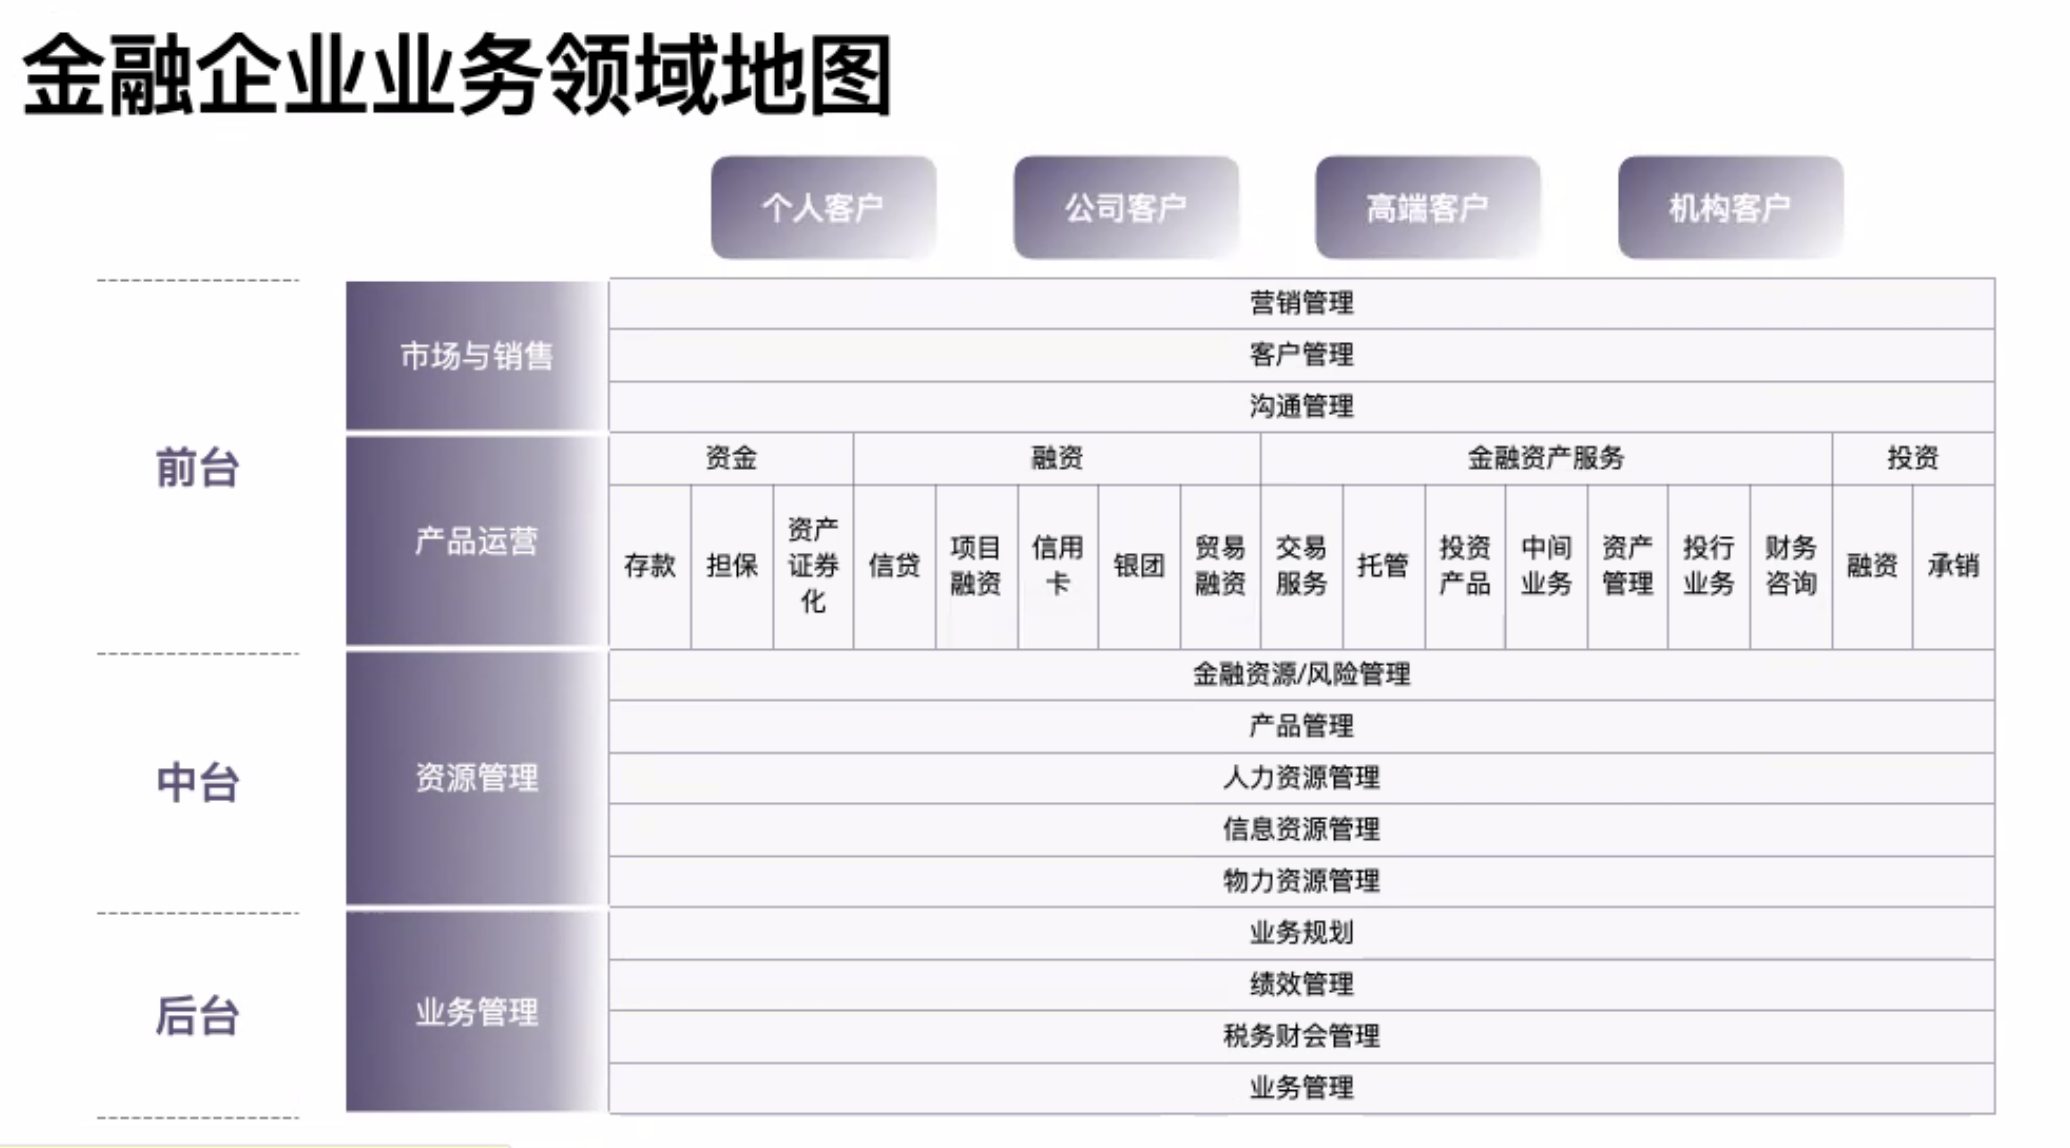 金融企业业务领域地图
个人客户
公司客户
高端客户
机构客户
前台
市场与销售
营销管理
客户管理
沟通管理
产品运营
资金
融资
金融资产服务
投资
存款
担保
资产
证券
化
信贷
项目
融资
信用
卡
银团
贸易
融资
交易
服务
托管
投资
产品
中间
业务
资产
管理
投行
业务
财务
咨询
融资
承销
中台
资源管理
金融资源/风险管理
产品管理
人力资源管理
信息资源管理
物力资源管理
后台
业务管理
业务规划
绩效管理
税务财会管理
业务管理